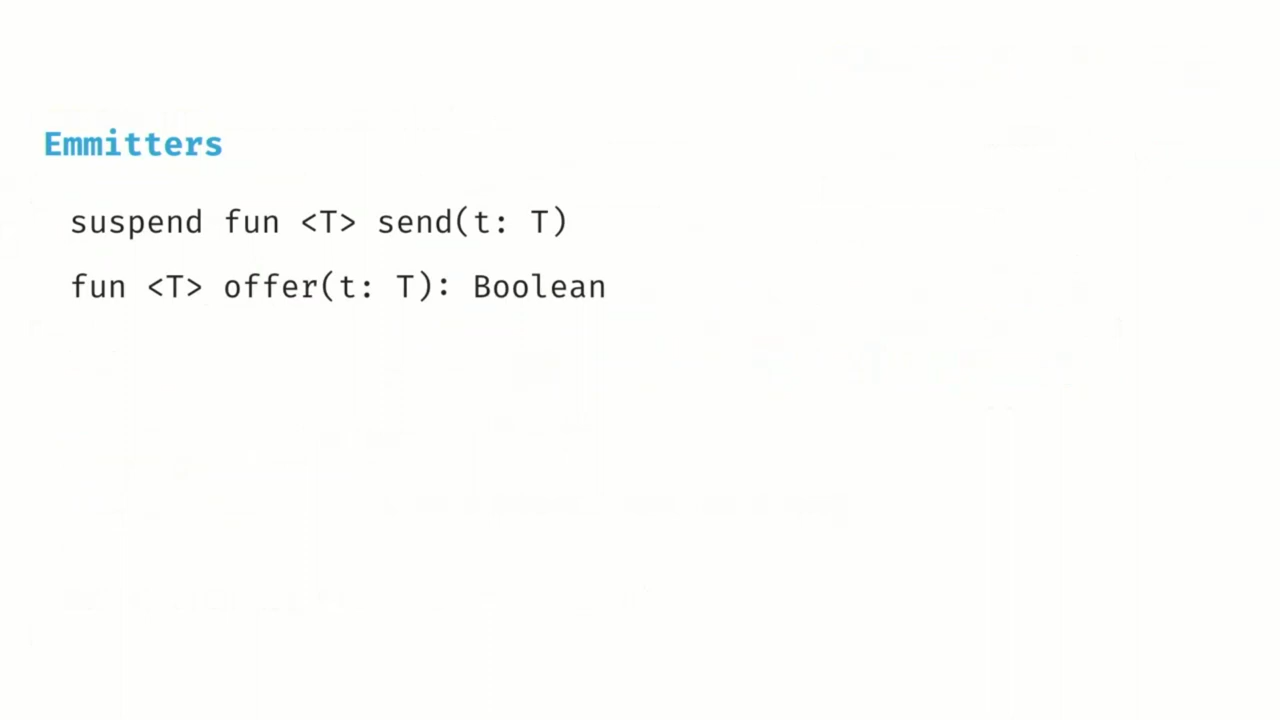 Emmitters
suspend fun <T> send(t: T)
fun <T> offer(t: T): Boolean